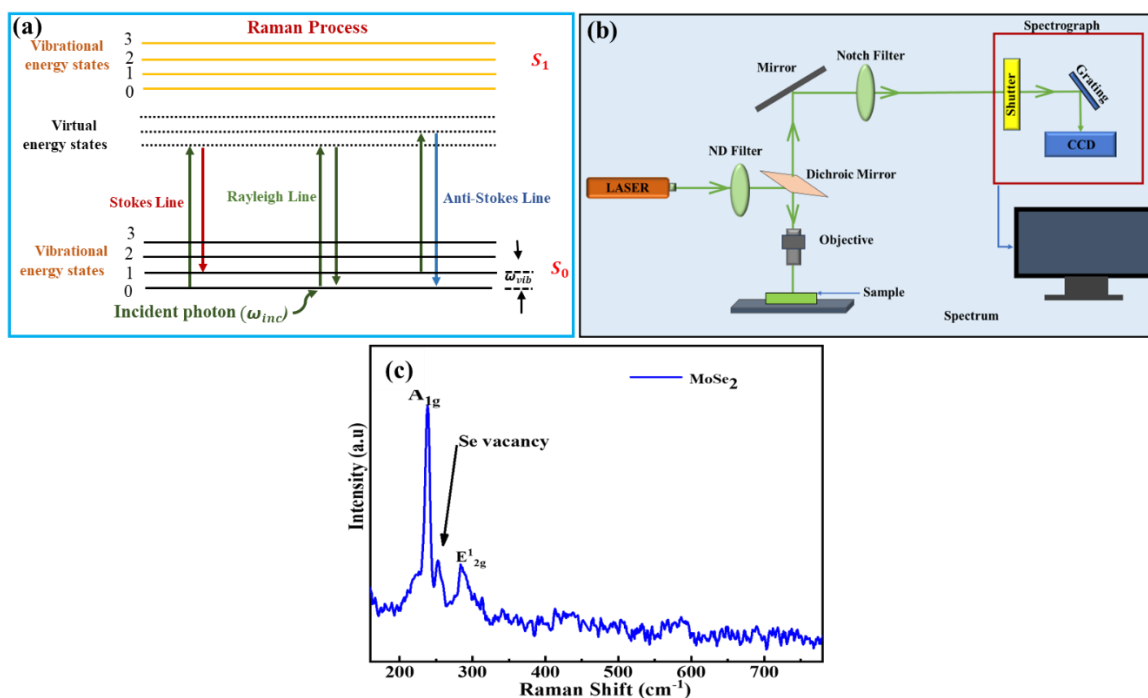 (a)
Raman Process
Vibrational
energy states
3
2
1
0
S₁
Virtual
energy states
Stokes Line
Rayleigh Line
Anti-Stokes Line
Vibrational
energy states
3
2
1
0
ω_vib
S₀
Incident photon (ω_inc)
(b)
Spectrograph
Mirror
Notch Filter
Shutter
Grating
CCD
ND Filter
LASER
Dichroic Mirror
Objective
Sample
Spectrum
(c)
MoSe₂
A₁g
Se vacancy
E¹₂g
Intensity (a.u)
200 300 400 500 600 700
Raman Shift (cm⁻¹)